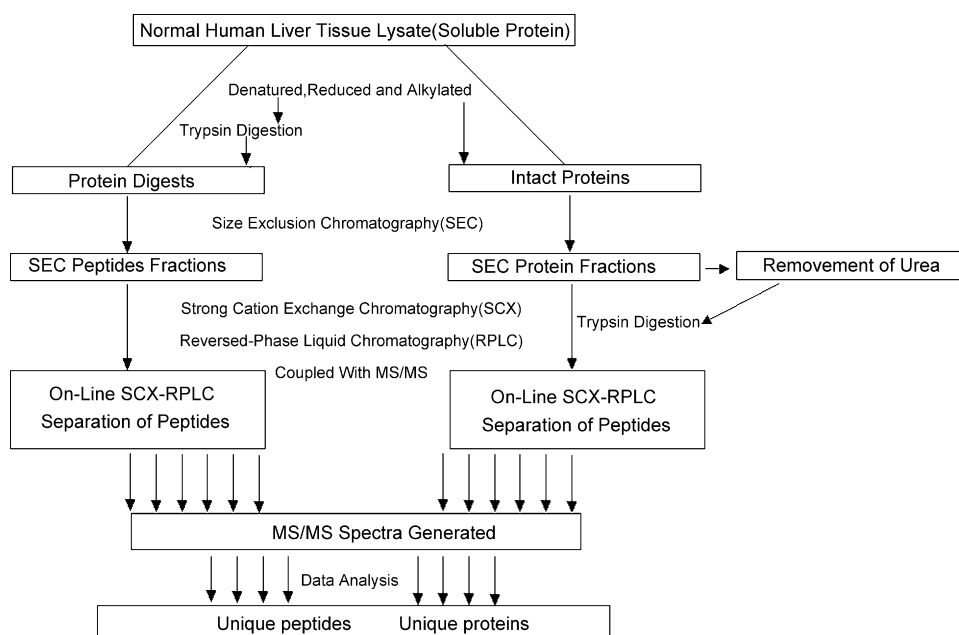 Normal Human Liver Tissue Lysate(Soluble Protein)
Denatured,Reduced and Alkylated
Trypsin Digestion
Protein Digests
Intact Proteins
Size Exclusion Chromatography(SEC)
SEC Peptides Fractions
SEC Protein Fractions
Removement of Urea
Strong Cation Exchange Chromatography(SCX)
Trypsin Digestion
Reversed-Phase Liquid Chromatography(RPLC)
Coupled With MS/MS
On-Line SCX-RPLC
Separation of Peptides
On-Line SCX-RPLC
Separation of Peptides
MS/MS Spectra Generated
Data Analysis
Unique peptides
Unique proteins